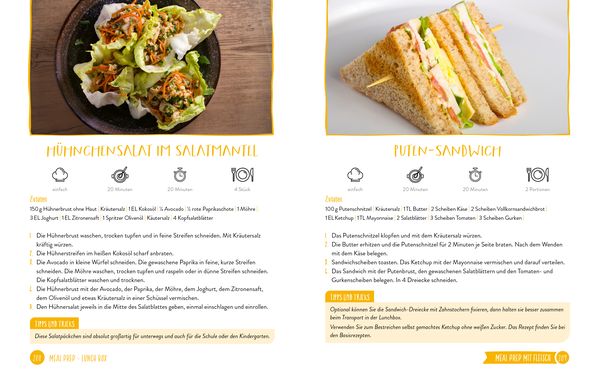 HÜHNCHENSALAT IM SALATMANTEL
einfach
20 Minuten
20 Minuten
4 Stück
Zutaten
150 g Hühnerbrust ohne Haut | Kräutersalz | 1 EL Kokosöl | ½ Avocado | ½ rote Paprikaschote | 1 Möhre |
3 EL Joghurt | 1 EL Zitronensaft | 1 Spritzer Olivenöl | Kräutersalz | 4 Kopfsalatblätter
1. Die Hühnerbrust waschen, trocken tupfen und in feine Streifen schneiden. Mit Kräutersalz
kräftig würzen.
2. Die Hühnerstreifen im heißen Kokosöl scharf anbraten.
3. Die Avocado in kleine Würfel schneiden. Die gewaschene Paprika in feine, kurze Streifen
schneiden. Die Möhre waschen, trocken tupfen und raspeln oder in dünne Streifen schneiden.
Die Kopfsalatblätter waschen und trocknen.
4. Die Hühnerbrust mit der Avocado, der Paprika, der Möhre, dem Joghurt, dem Zitronensaft,
dem Olivenöl und etwas Kräutersalz in einer Schüssel vermischen.
5. Den Hühnersalat jeweils in die Mitte des Salatblattes geben, einmal einschlagen und einrollen.
TIPPS UND TRICKS
Diese Salatpäckchen sind absolut großartig für unterwegs und auch für die Schule oder den Kindergarten.
MEAL PREP - LUNCH BOX
PUTEN-SANDWICH
einfach
20 Minuten
20 Minuten
2 Portionen
Zutaten
100 g Putenschnitzel | Kräutersalz | 1 TL Butter | 2 Scheiben Käse | 2 Scheiben Vollkornsandwichbrot |
1 EL Ketchup | 1 TL Mayonnaise | 2 Salatblätter | 3 Scheiben Tomaten | 3 Scheiben Gurken
1. Das Putenschnitzel klopfen und mit dem Kräutersalz würzen.
2. Die Butter erhitzen und die Putenschnitzel für 2 Minuten je Seite braten. Nach dem Wenden
mit dem Käse belegen.
3. Sandwichscheiben toasten. Das Ketchup mit der Mayonnaise vermischen und darauf verteilen.
4. Das Sandwich mit der Putenbrust, den gewaschenen Salatblättern und den Tomaten- und
Gurkenscheiben belegen. In 4 Dreiecke schneiden.
TIPPS UND TRICKS
Optional können Sie die Sandwich-Dreiecke mit Zahnstochern fixieren, dann halten sie besser zusammen
beim Transport in der Lunchbox.
Verwenden Sie zum Bestreichen selbst gemachtes Ketchup ohne weißen Zucker. Das Rezept finden Sie bei
den Basisrezepten.
MEAL PREP MIT FLEISCH